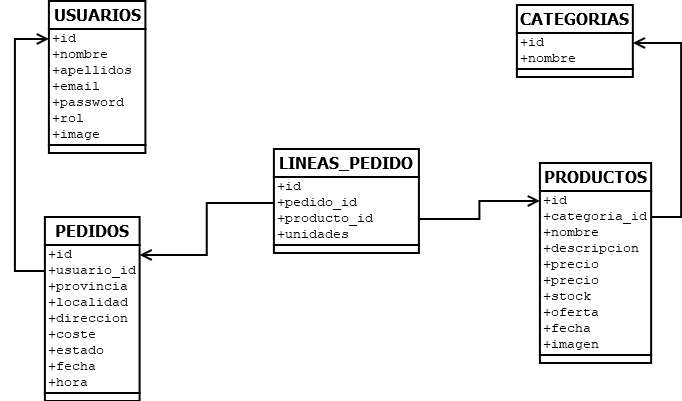 USUARIOS
+id
+nombre
+apellidos
+email
+password
+rol
+image
CATEGORIAS
+id
+nombre
LINEAS_PEDIDO
+id
+pedido_id
+producto_id
+unidades
PRODUCTOS
+id
+categoria_id
+nombre
+descripcion
+precio
+precio
+stock
+oferta
+fecha
+imagen
PEDIDOS
+id
+usuario_id
+provincia
+localidad
+direccion
+coste
+estado
+fecha
+hora